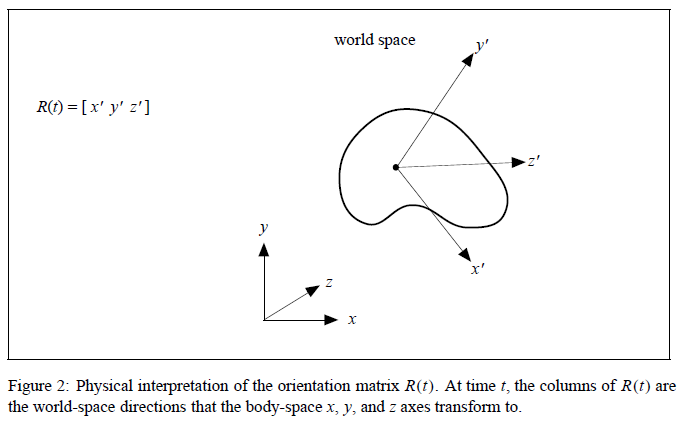 world space
y′
R(t) = [ x′ y′ z′ ]
z′
y
x′
z
x
Figure 2: Physical interpretation of the orientation matrix R(t). At time t, the columns of R(t) are
the world-space directions that the body-space x, y, and z axes transform to.